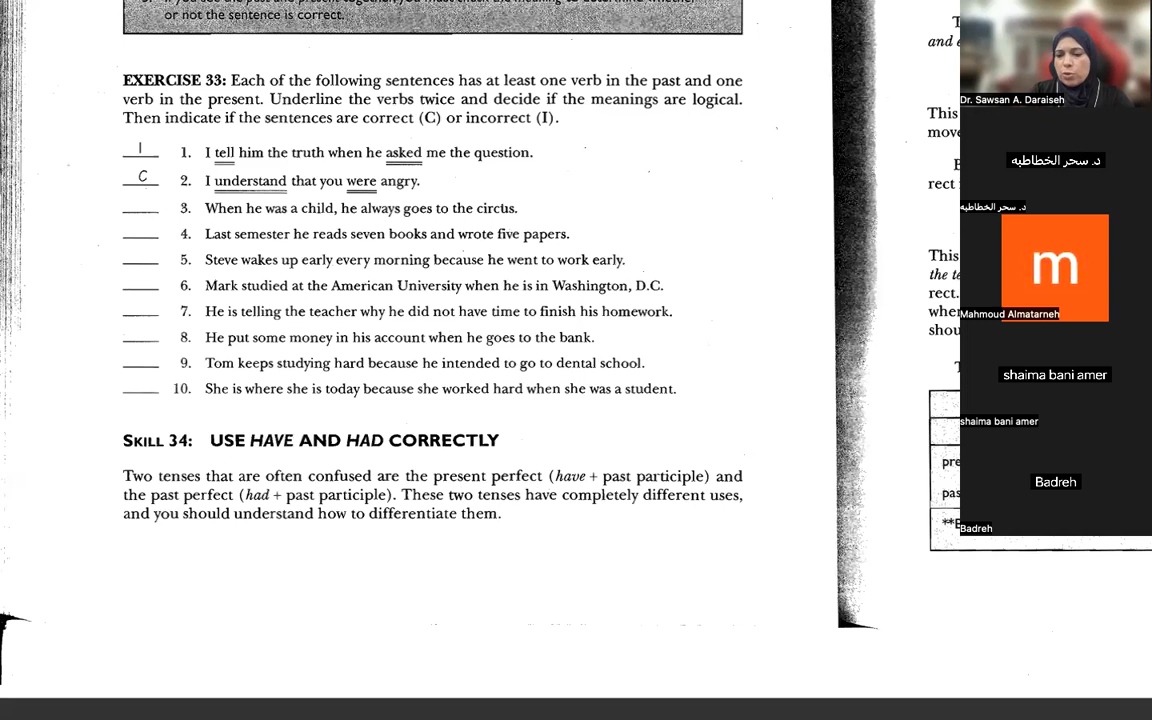 or not the sentence is correct.
EXERCISE 33: Each of the following sentences has at least one verb in the past and one
verb in the present. Underline the verbs twice and decide if the meanings are logical.
Then indicate if the sentences are correct (C) or incorrect (I).
I 1. I tell him the truth when he asked me the question.
C 2. I understand that you were angry.
3. When he was a child, he always goes to the circus.
4. Last semester he reads seven books and wrote five papers.
5. Steve wakes up early every morning because he went to work early.
6. Mark studied at the American University when he is in Washington, D.C.
7. He is telling the teacher why he did not have time to finish his homework.
8. He put some money in his account when he goes to the bank.
9. Tom keeps studying hard because he intended to go to dental school.
10. She is where she is today because she worked hard when she was a student.
SKILL 34: USE HAVE AND HAD CORRECTLY
Two tenses that are often confused are the present perfect (have + past participle) and
the past perfect (had + past participle). These two tenses have completely different uses,
and you should understand how to differentiate them.
and
This
move
rect
This
the te
rect.
when
shou
pre
pas
Dr. Sawsan A. Daraiseh
د. سحر الخطاطبه
د. سحر الخطاطبه
m
Mahmoud Almatarneh
shaima bani amer
shaima bani amer
Badreh
Badreh